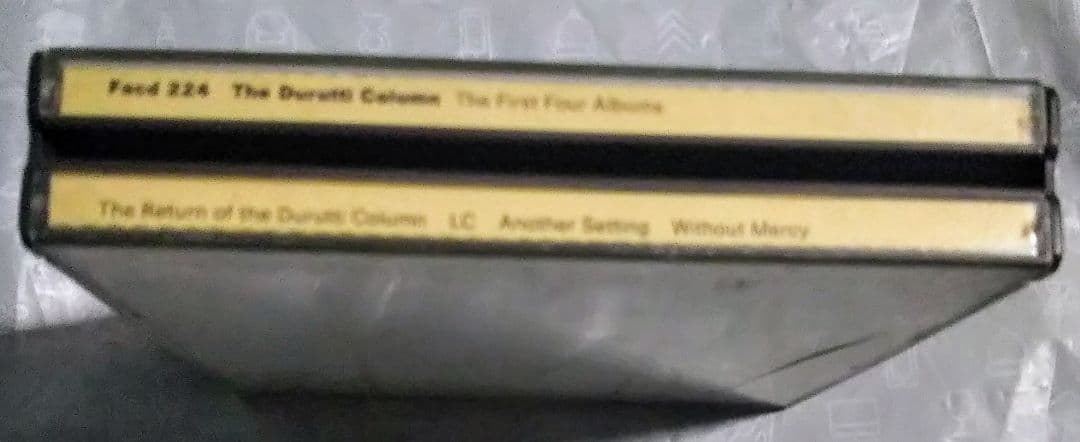 Facd 224 The Durutti Column The First Four Albums
The Return of the Durutti Column LC Another Setting Without Mercy